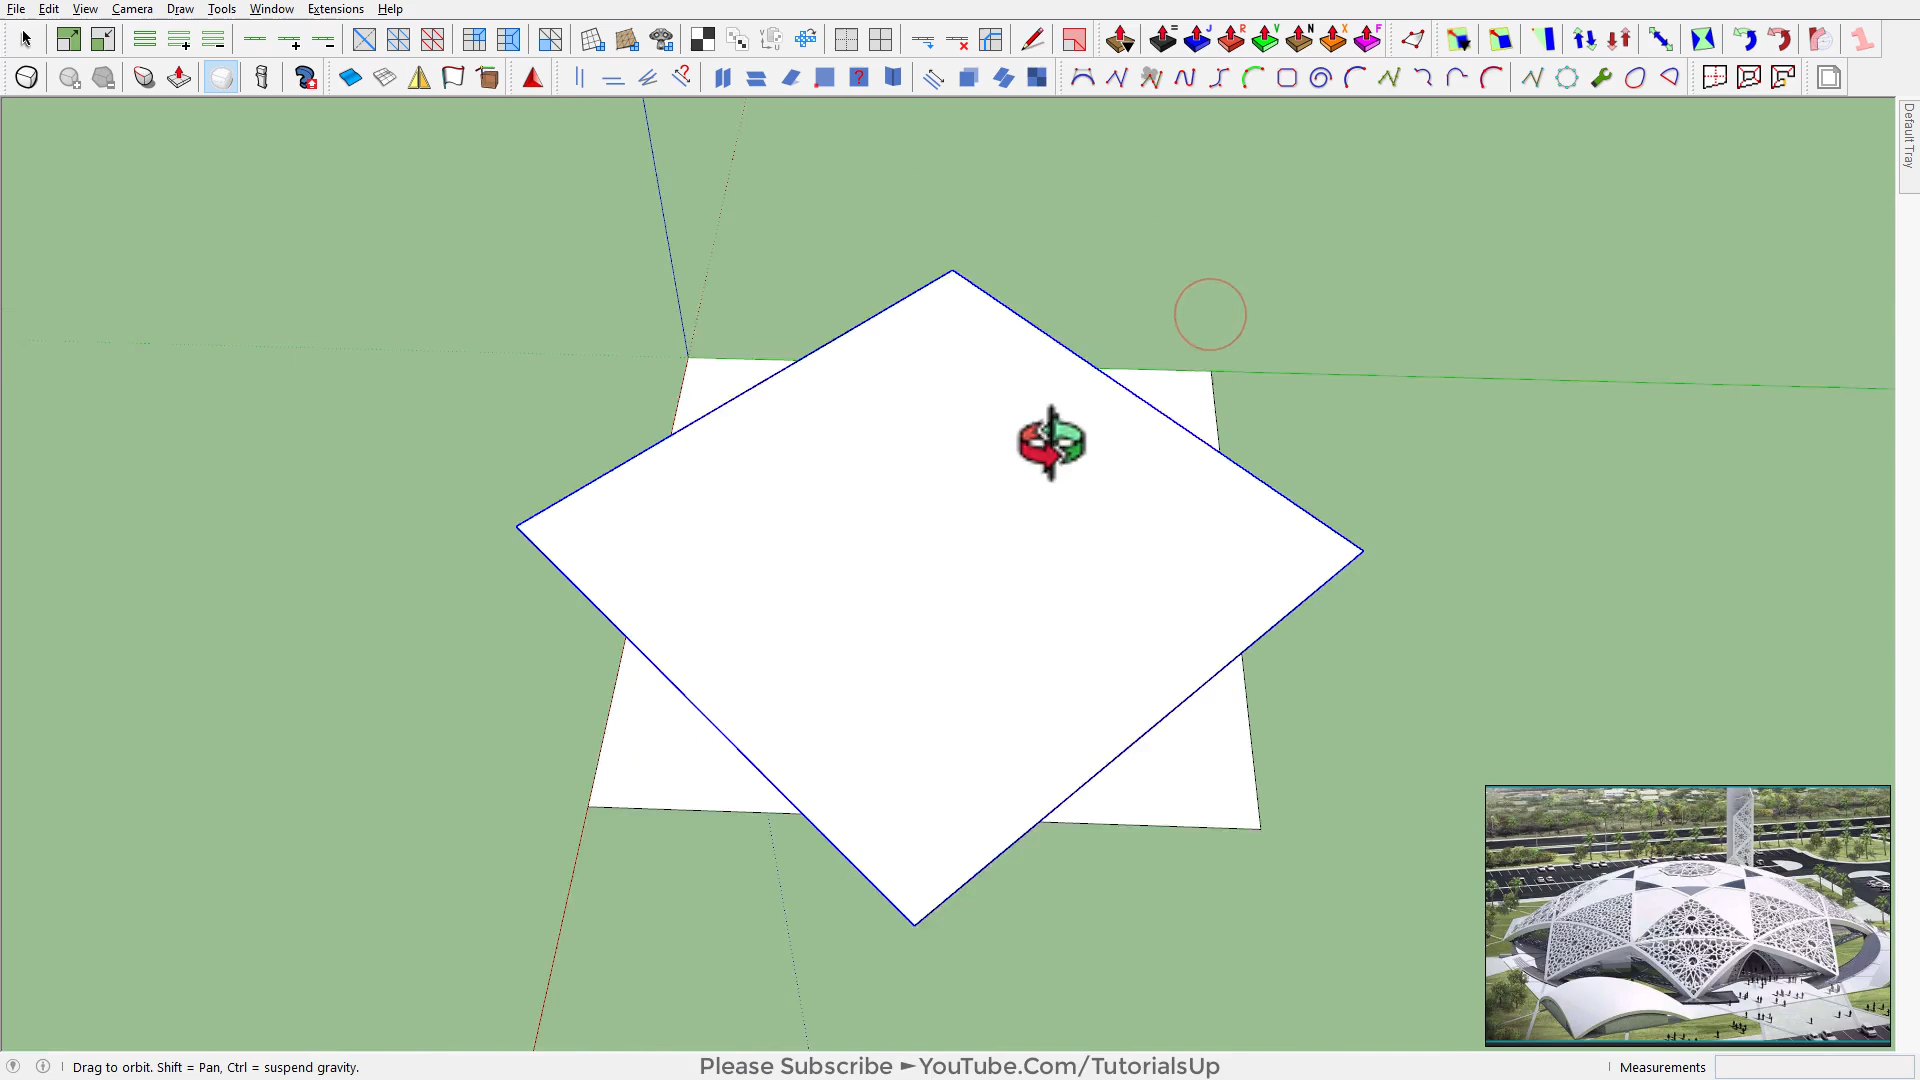 File Edit View Camera Draw Tools Window Extensions Help
= J R V N X F
Default Tray
Drag to orbit. Shift = Pan, Ctrl = suspend gravity.
Please Subscribe ►YouTube.Com/TutorialsUp
Measurements